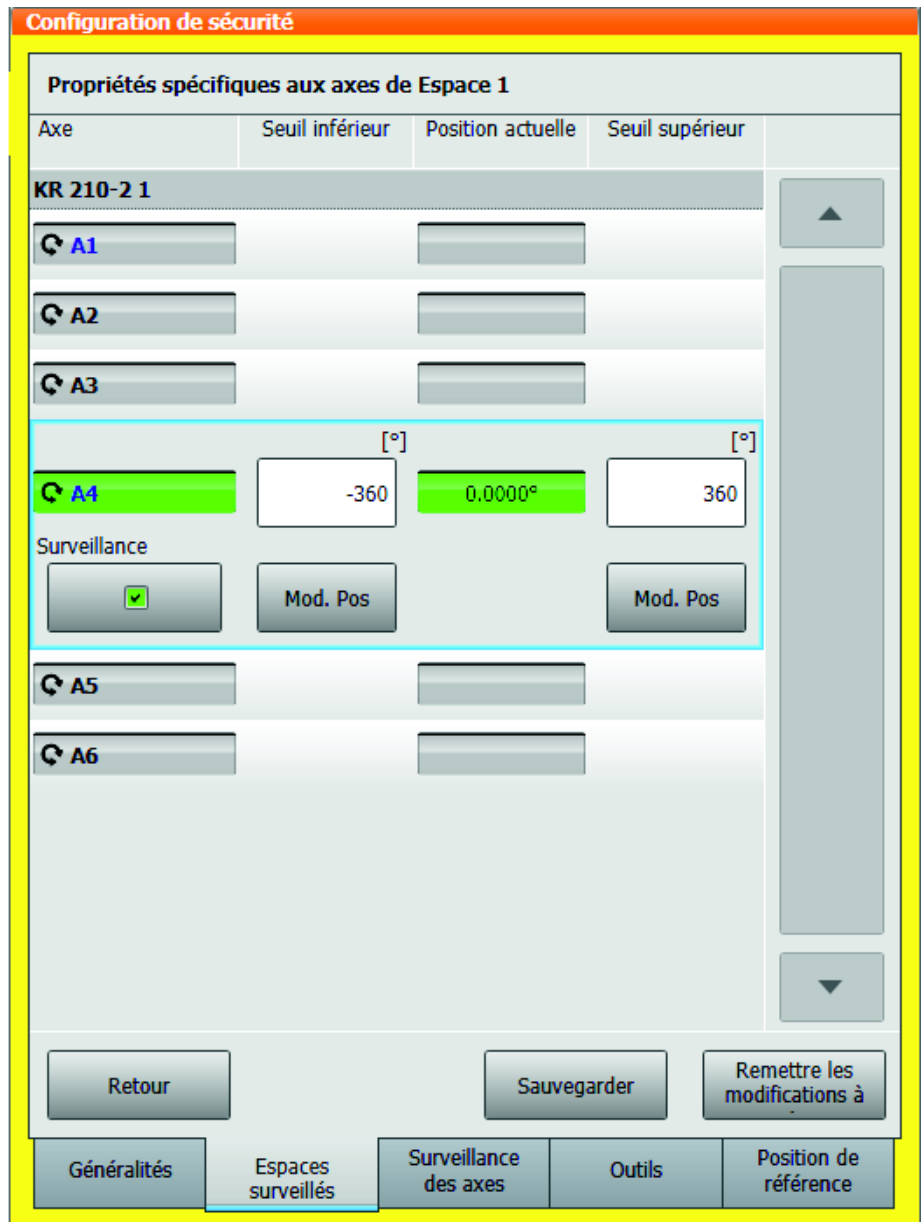 Configuration de sécurité
Propriétés spécifiques aux axes de Espace 1
Axe Seuil inférieur Position actuelle Seuil supérieur
KR 210-2 1
A1
A2
A3
[°] [°]
A4 -360 0.0000° 360
Surveillance
Mod. Pos Mod. Pos
A5
A6
Retour Sauvegarder Remettre les
modifications à
Généralités Espaces
surveillés Surveillance
des axes Outils Position de
référence